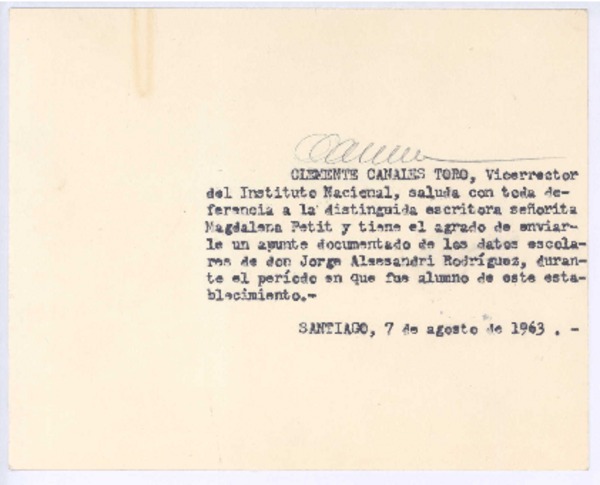 CLEMENTE CANALES TORO, Vicerrector
del Instituto Nacional, saluda con toda de-
ferencia a la distinguida escritora señorita
Magdalena Petit y tiene el agrado de enviar-
le un apunte documentado de los datos escola-
res de don Jorge Alessandri Rodríguez, duran-
te el período en que fue alumno de este esta-
blecimiento.-
SANTIAGO, 7 de agosto de 1963 . -